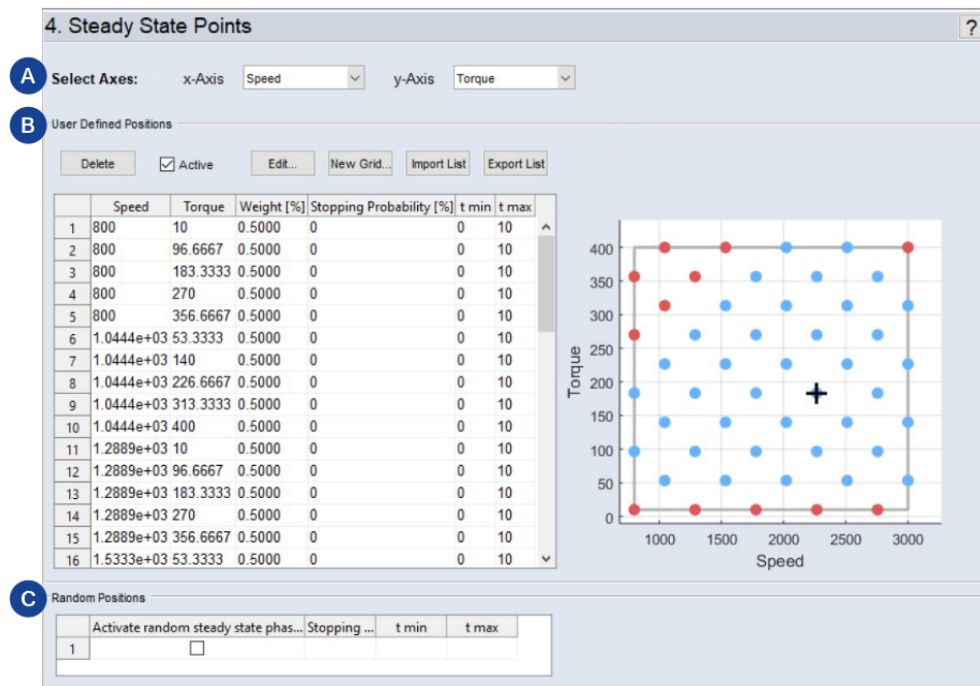 4. Steady State Points
?
A
Select Axes: x-Axis Speed y-Axis Torque
B
User Defined Positions
Delete Active Edit... New Grid... Import List Export List
Speed Torque Weight [%] Stopping Probability [%] t min t max
1 800 10 0.5000 0 0 10
2 800 96.6667 0.5000 0 0 10
3 800 183.3333 0.5000 0 0 10
4 800 270 0.5000 0 0 10
5 800 356.6667 0.5000 0 0 10
6 1.0444e+03 53.3333 0.5000 0 0 10
7 1.0444e+03 140 0.5000 0 0 10
8 1.0444e+03 226.6667 0.5000 0 0 10
9 1.0444e+03 313.3333 0.5000 0 0 10
10 1.0444e+03 400 0.5000 0 0 10
11 1.2889e+03 10 0.5000 0 0 10
12 1.2889e+03 96.6667 0.5000 0 0 10
13 1.2889e+03 183.3333 0.5000 0 0 10
14 1.2889e+03 270 0.5000 0 0 10
15 1.2889e+03 356.6667 0.5000 0 0 10
16 1.5333e+03 53.3333 0.5000 0 0 10
400
350
300
250
200
150
100
50
0
Torque
1000 1500 2000 2500 3000
Speed
C
Random Positions
Activate random steady state phas... Stopping ... t min t max
1